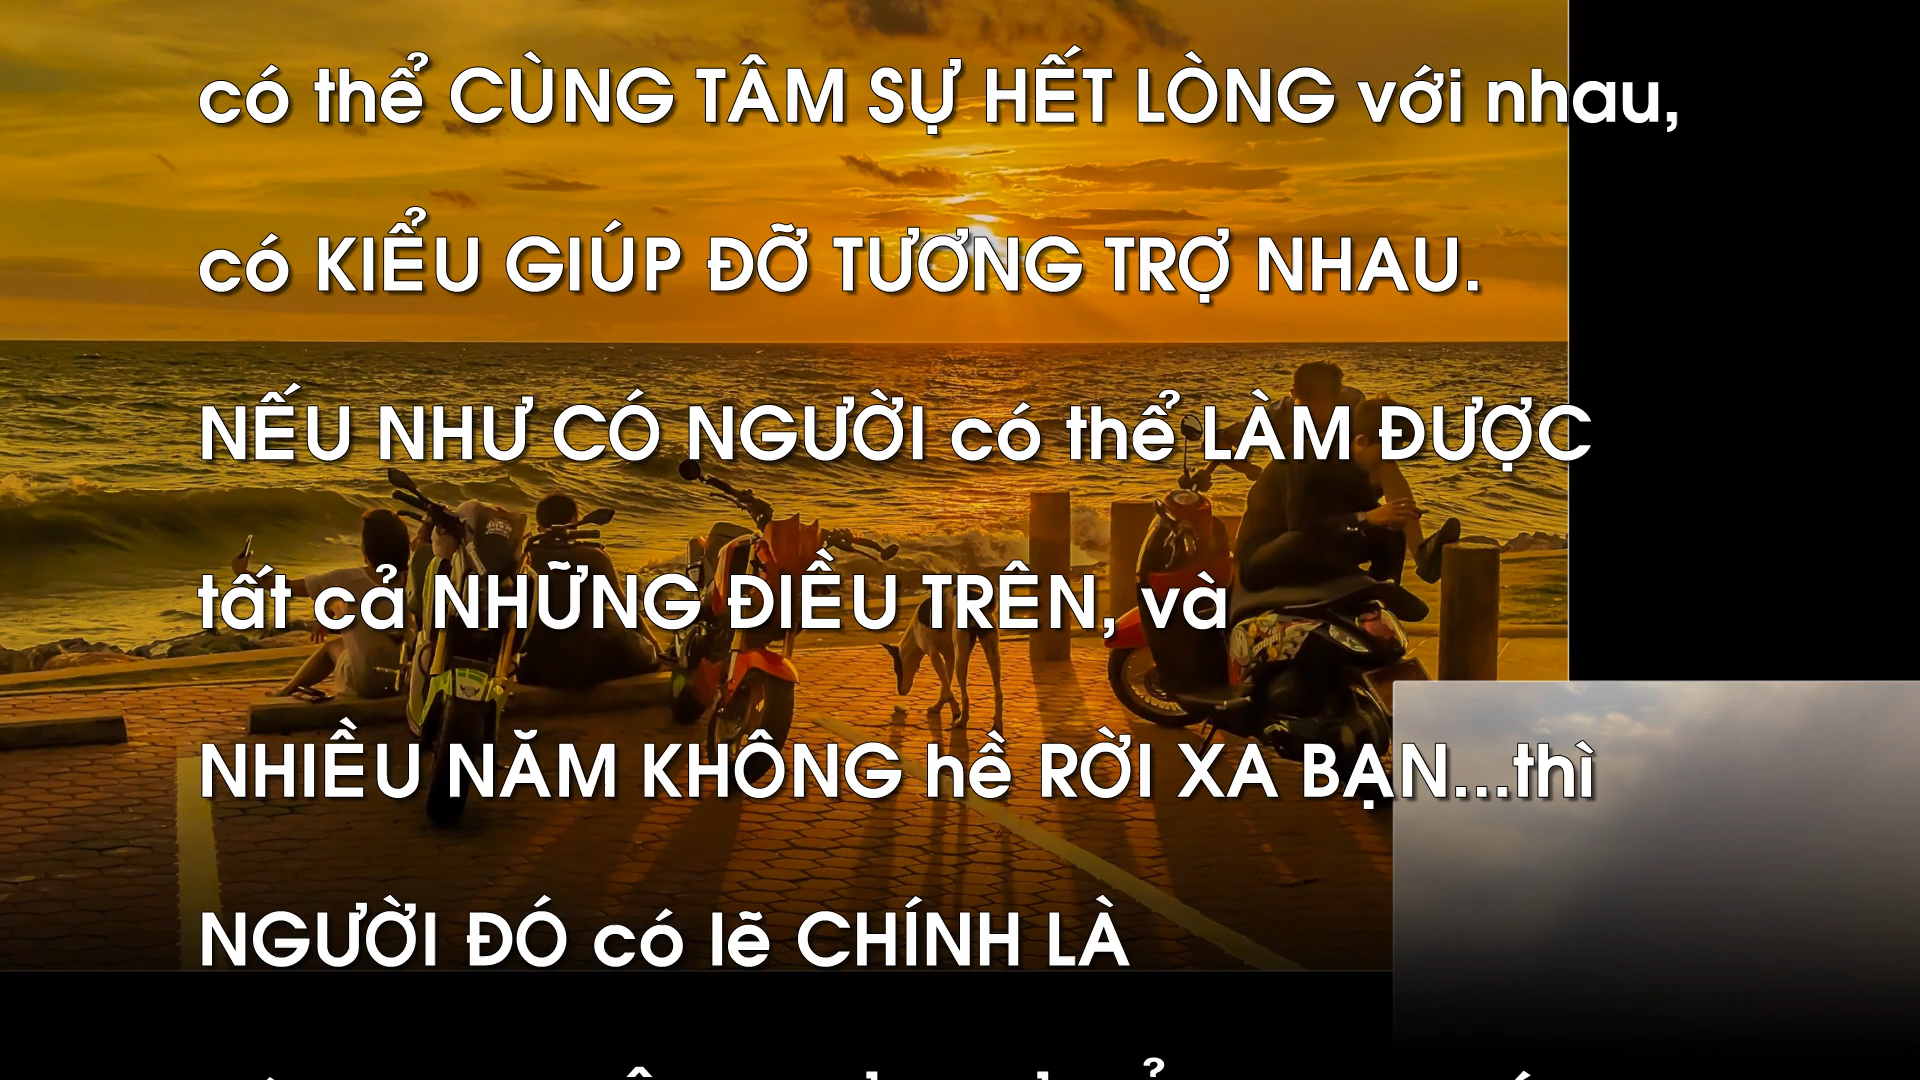 có thể CÙNG TÂM SỰ HẾT LÒNG với nhau,
có KIỂU GIÚP ĐỠ TƯƠNG TRỢ NHAU.
NẾU NHƯ CÓ NGƯỜI có thể LÀM ĐƯỢC
tất cả NHỮNG ĐIỀU TRÊN, và
NHIỀU NĂM KHÔNG hề RỜI XA BẠN...thì
NGƯỜI ĐÓ có lẽ CHÍNH LÀ